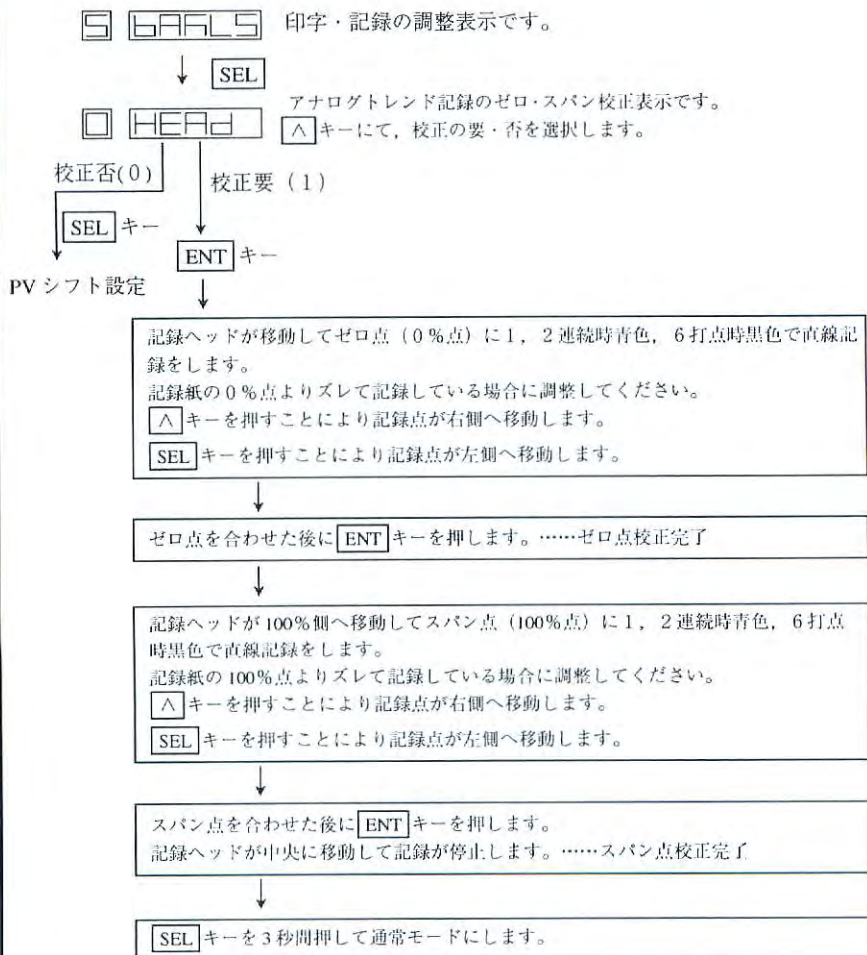 5 bAFLS 印字・記録の調整表示です。
SEL
アナログトレンド記録のゼロ・スパン校正表示です。
0 HEAd ∧キーにて，校正の要・否を選択します。
校正否(0)
校正要（1）
SELキー
ENTキー
PVシフト設定
記録ヘッドが移動してゼロ点（0%点）に1，2連続時青色，6打点時黒色で直線記
録をします。
記録紙の0%点よりズレて記録している場合に調整してください。
∧キーを押すことにより記録点が右側へ移動します。
SELキーを押すことにより記録点が左側へ移動します。
ゼロ点を合わせた後にENTキーを押します。……ゼロ点校正完了
記録ヘッドが100%側へ移動してスパン点（100%点）に1，2連続時青色，6打点
時黒色で直線記録をします。
記録紙の100%点よりズレて記録している場合に調整してください。
∧キーを押すことにより記録点が右側へ移動します。
SELキーを押すことにより記録点が左側へ移動します。
スパン点を合わせた後にENTキーを押します。
記録ヘッドが中央に移動して記録が停止します。……スパン点校正完了
SELキーを3秒間押して通常モードにします。